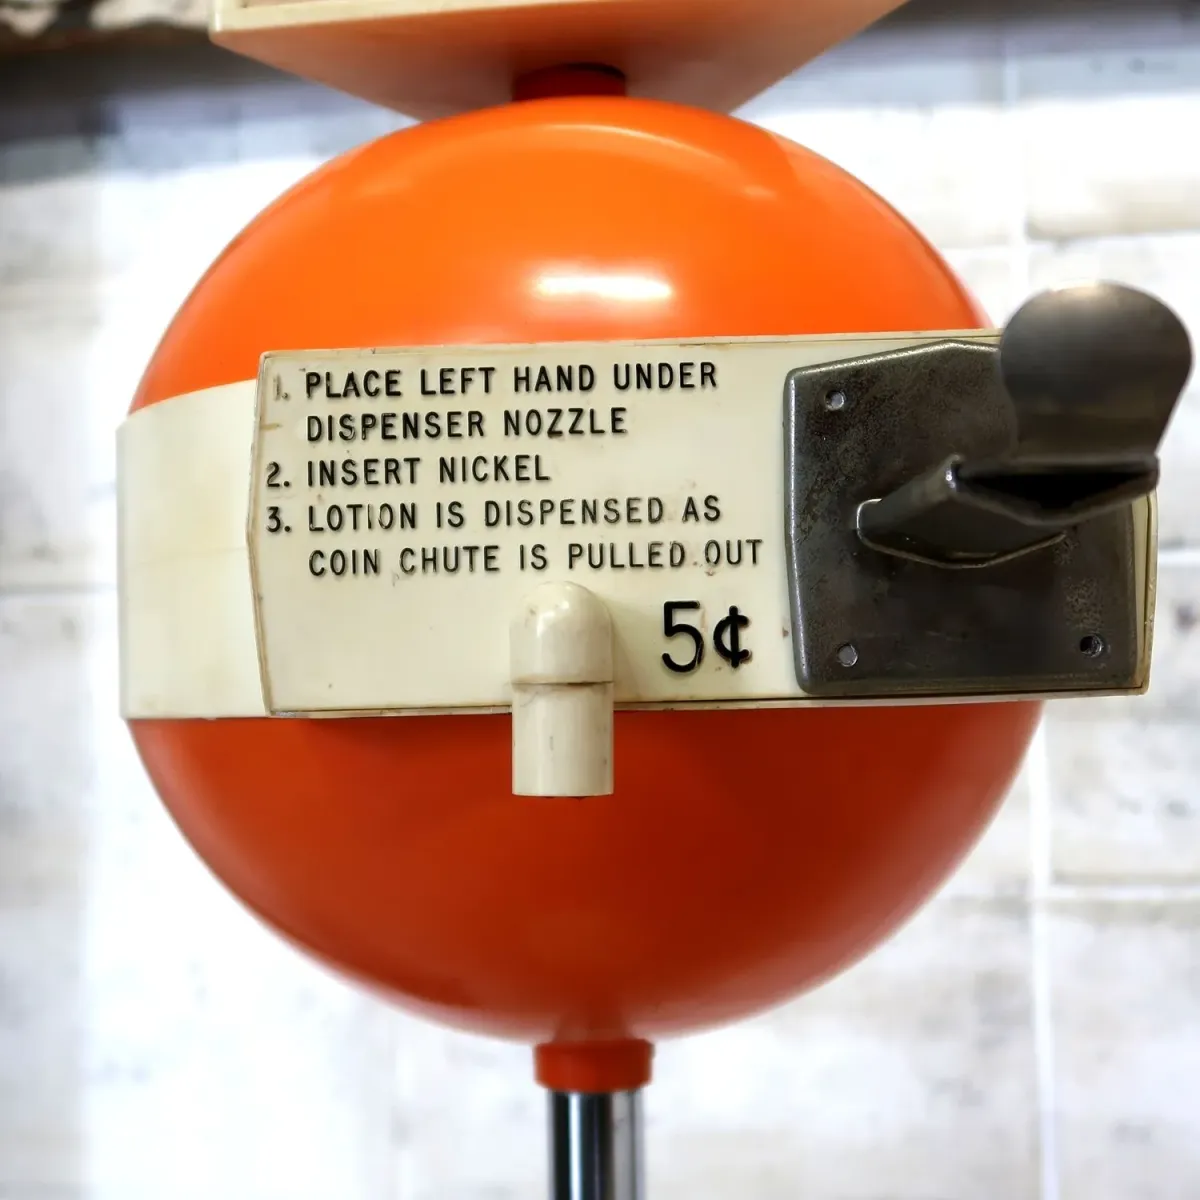 1. PLACE LEFT HAND UNDER
DISPENSER NOZZLE
2. INSERT NICKEL
3. LOTION IS DISPENSED AS
COIN CHUTE IS PULLED OUT
5¢